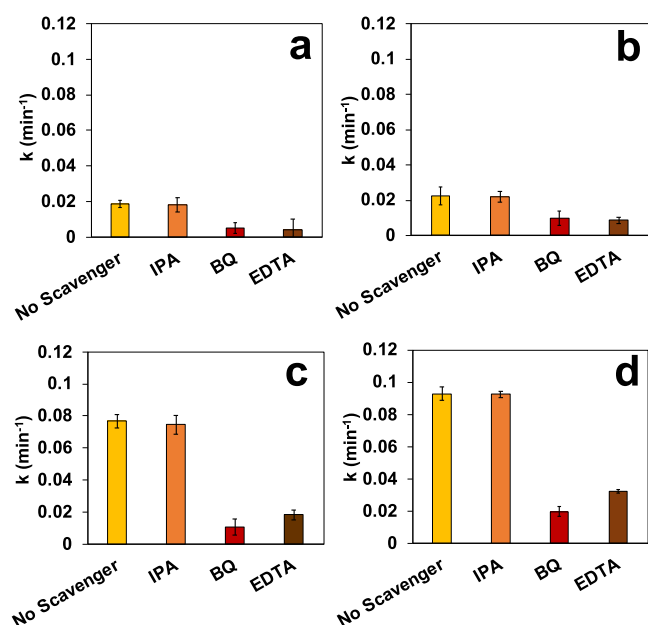 a
k (min-1)
0.12
0.1
0.08
0.06
0.04
0.02
0
No Scavenger
IPA
BQ
EDTA
b
k (min-1)
0.12
0.1
0.08
0.06
0.04
0.02
0
No Scavenger
IPA
BQ
EDTA
c
k (min-1)
0.12
0.1
0.08
0.06
0.04
0.02
0
No Scavenger
IPA
BQ
EDTA
d
k (min-1)
0.12
0.1
0.08
0.06
0.04
0.02
0
No Scavenger
IPA
BQ
EDTA